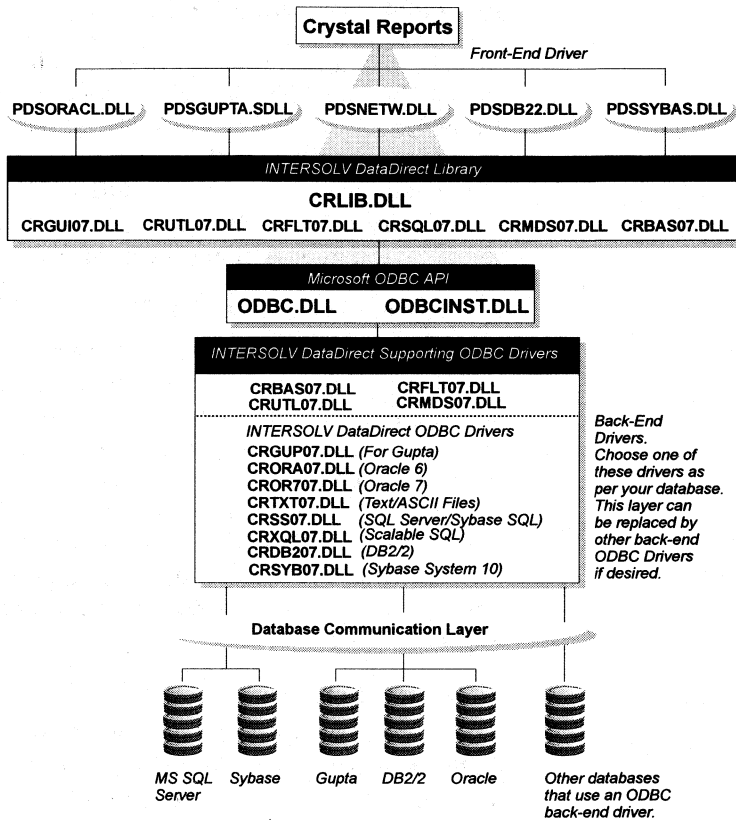 Crystal Reports
Front-End Driver
PDSORACL.DLL PDSGUPTA.SDLL PDSNETW.DLL PDSDB22.DLL PDSSYBAS.DLL
INTERSOLV DataDirect Library
CRLIB.DLL
CRGUI07.DLL CRUTL07.DLL CRFLT07.DLL CRSQL07.DLL CRMDS07.DLL CRBAS07.DLL
Microsoft ODBC API
ODBC.DLL ODBCINST.DLL
INTERSOLV DataDirect Supporting ODBC Drivers
CRBAS07.DLL CRFLT07.DLL
CRUTL07.DLL CRMDS07.DLL
INTERSOLV DataDirect ODBC Drivers
CRGUP07.DLL (For Gupta)
CRORA07.DLL (Oracle 6)
CROR707.DLL (Oracle 7)
CRTXT07.DLL (Text/ASCII Files)
CRSS07.DLL (SQL Server/Sybase SQL)
CRXQL07.DLL (Scalable SQL)
CRDB207.DLL (DB2/2)
CRSYB07.DLL (Sybase System 10)
Back-End
Drivers.
Choose one of
these drivers as
per your database.
This layer can
be replaced by
other back-end
ODBC Drivers
if desired.
Database Communication Layer
MS SQL
Server
Sybase
Gupta
DB2/2
Oracle
Other databases
that use an ODBC
back-end driver.